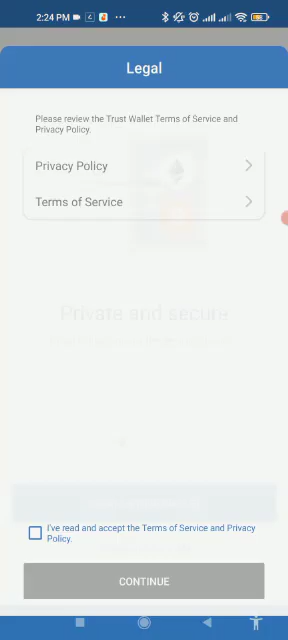 2:24 PM
Legal
Please review the Trust Wallet Terms of Service and
Privacy Policy.
Privacy Policy
Terms of Service
Private and secure
I've read and accept the Terms of Service and Privacy
Policy.
CONTINUE